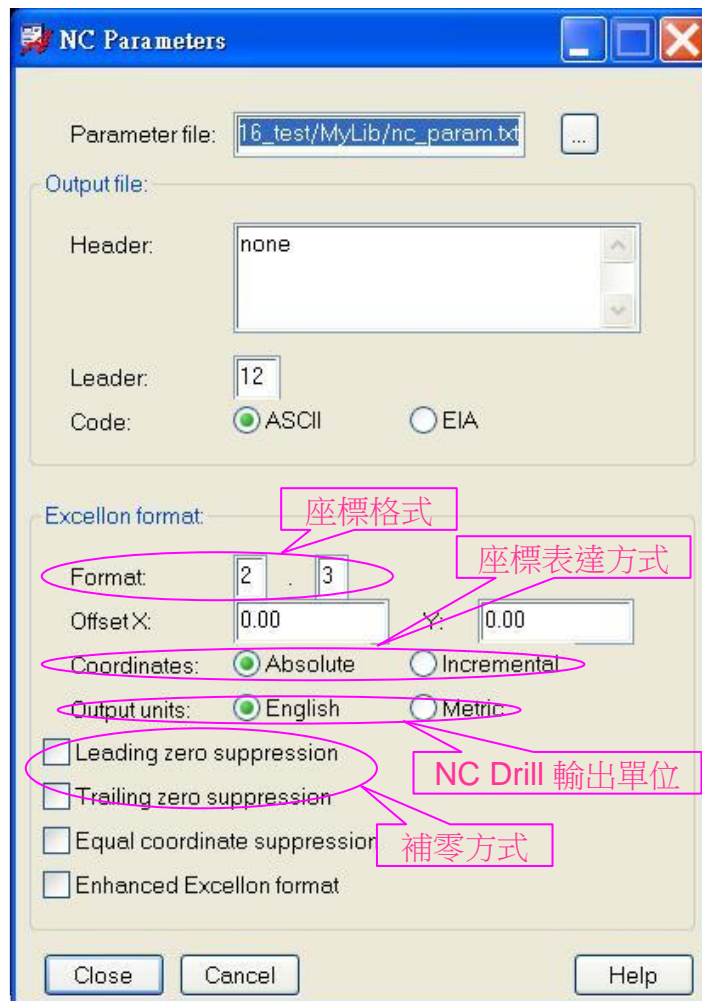 NC Parameters
Parameter file: 16_test/MyLib/nc_param.txt ...
Output file:
Header: none
Leader: 12
Code: ASCII EIA
Excellon format:
座標格式
座標表達方式
Format: 2 . 3
Offset X: 0.00 Y: 0.00
Coordinates: Absolute Incremental
Output units: English Metric
Leading zero suppression
NC Drill 輸出單位
Trailing zero suppression
Equal coordinate suppression
補零方式
Enhanced Excellon format
Close Cancel Help